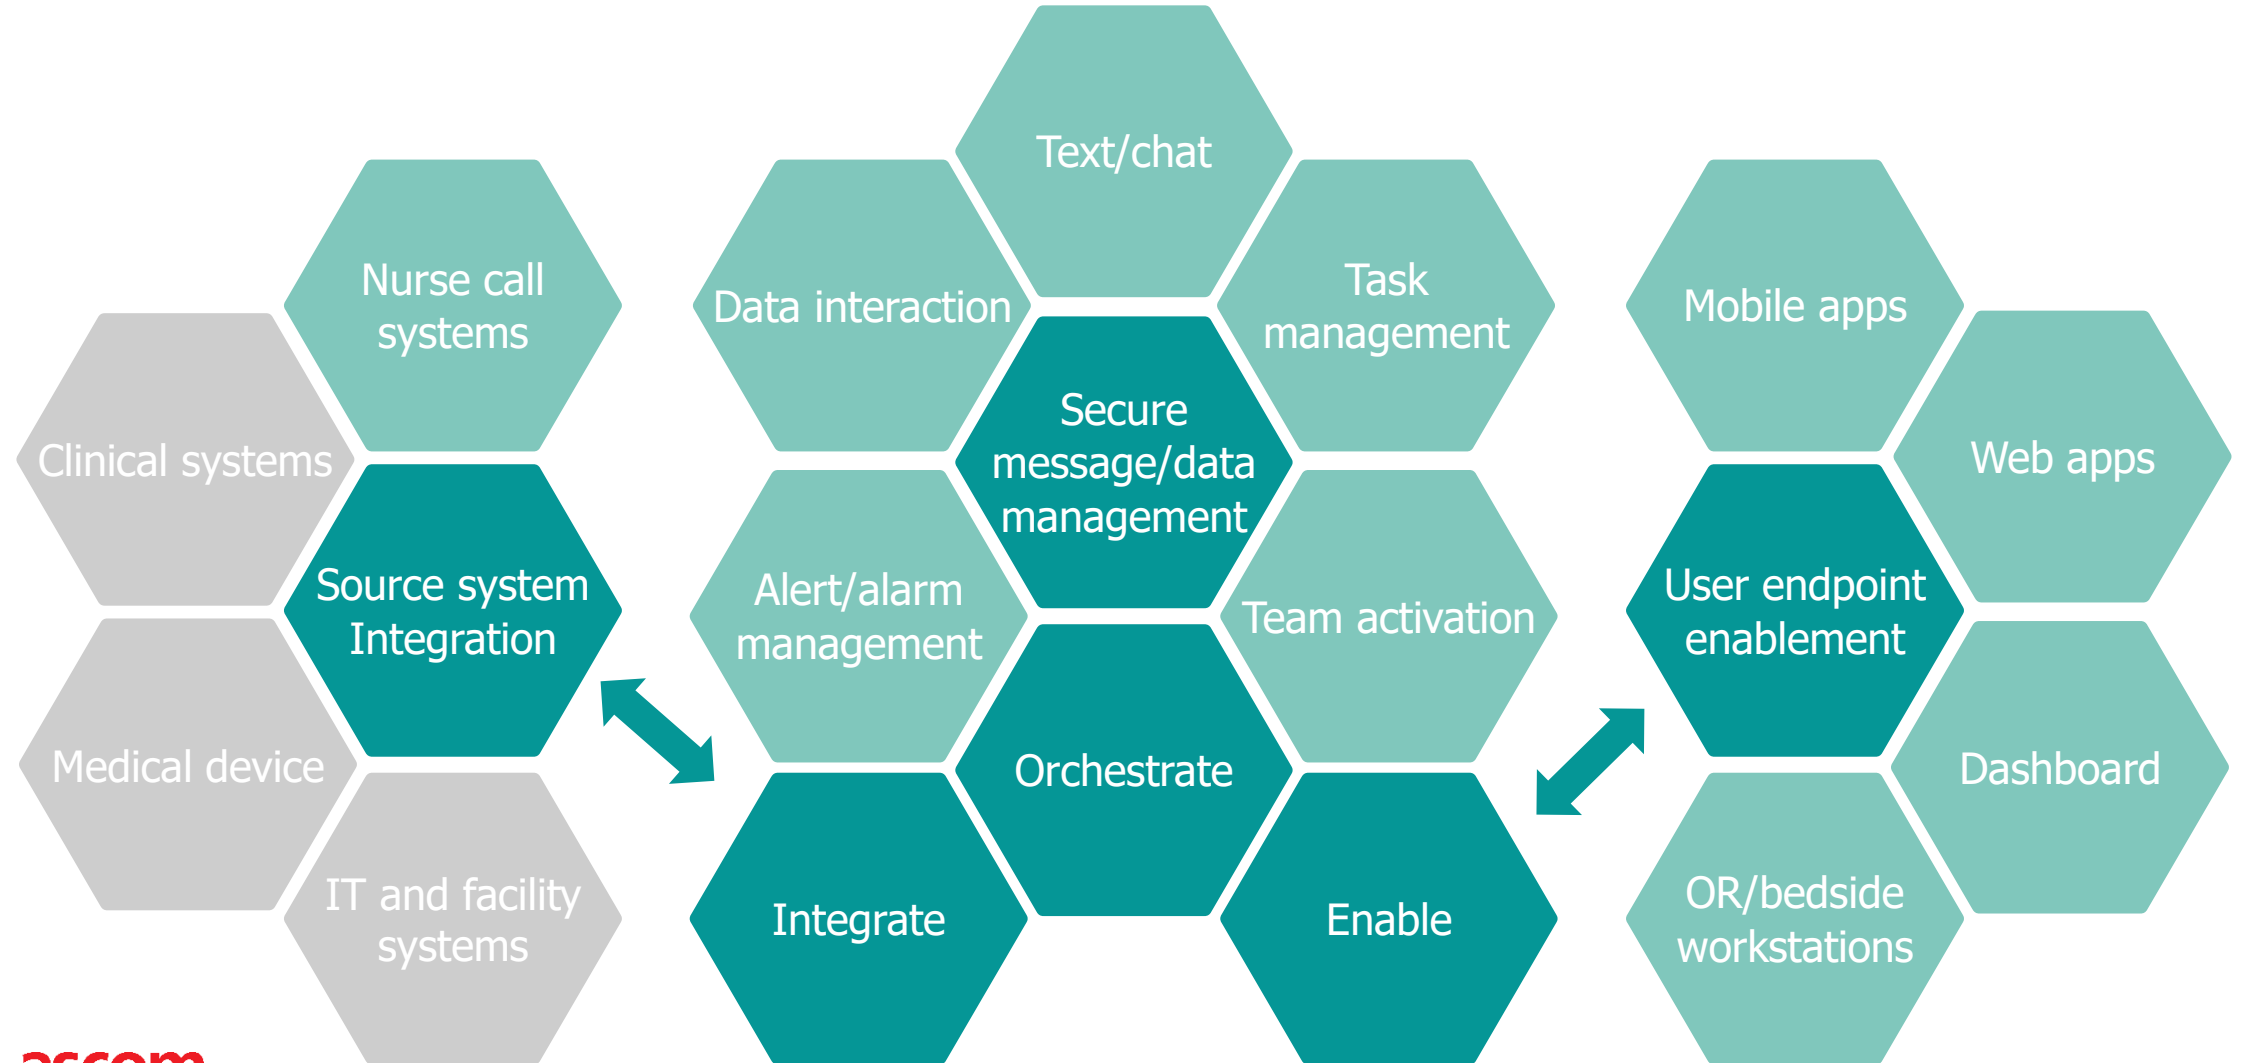 Nurse call
systems
Clinical systems
Source system
Integration
Medical device
IT and facility
systems
Text/chat
Data interaction
Task
management
Secure
message/data
management
Alert/alarm
management
Team activation
Orchestrate
Integrate
Enable
Mobile apps
Web apps
User endpoint
enablement
Dashboard
OR/bedside
workstations
ascom